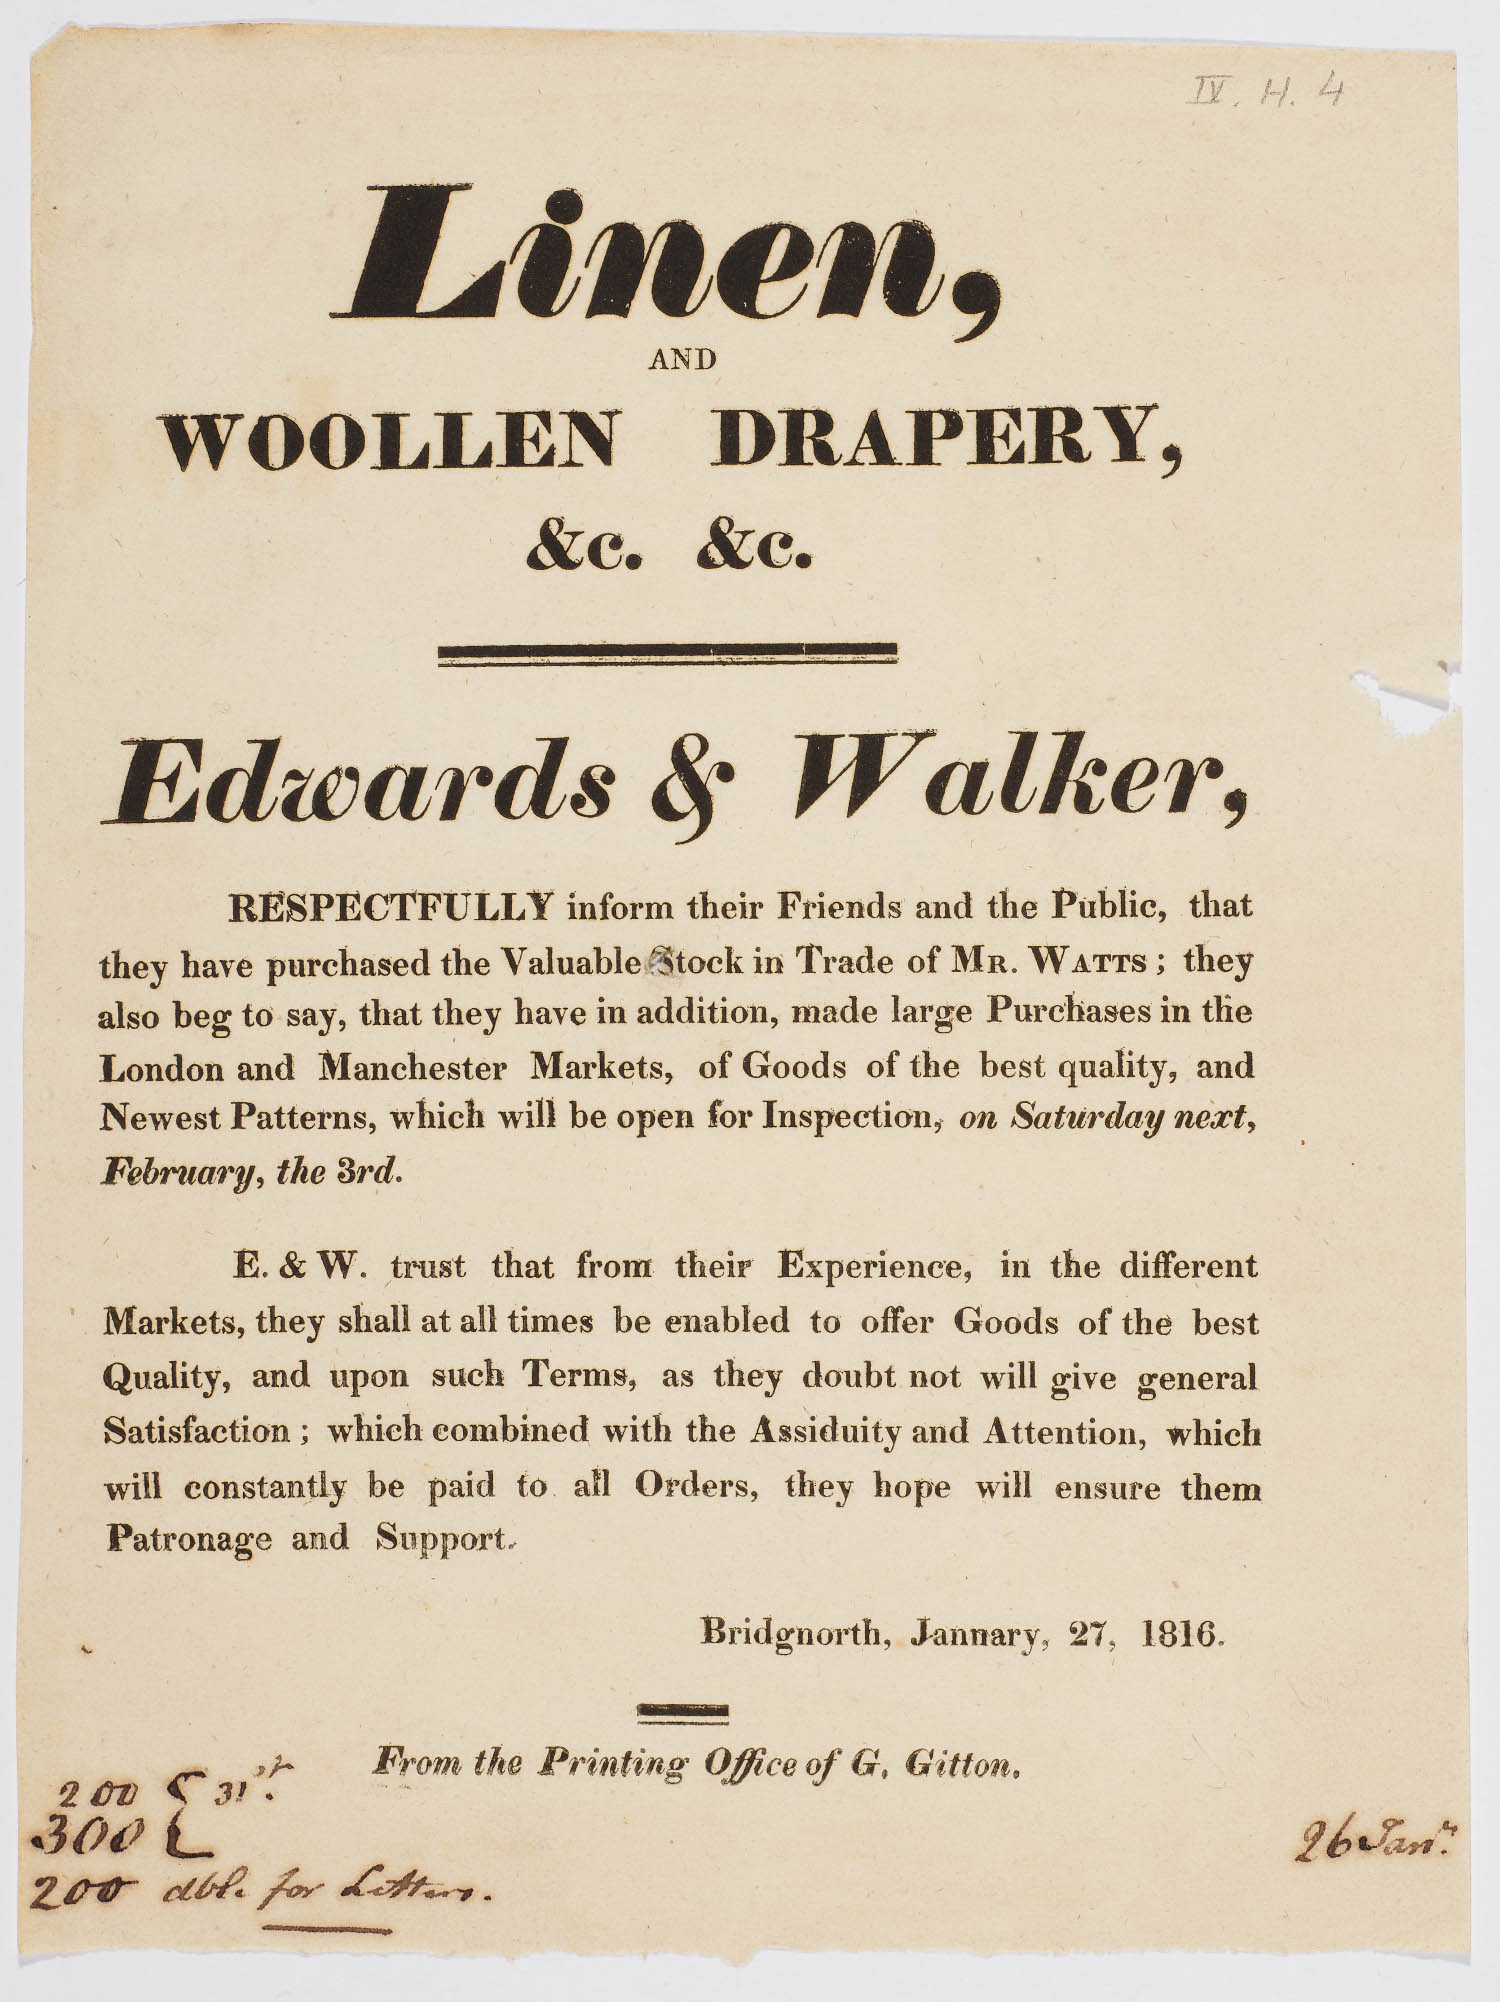 IV. H. 4
Linen,
AND
WOOLLEN DRAPERY,
&c. &c.
Edwards & Walker,
RESPECTFULLY inform their Friends and the Public, that
they have purchased the Valuable Stock in Trade of MR. WATTS; they
also beg to say, that they have in addition, made large Purchases in the
London and Manchester Markets, of Goods of the best quality, and
Newest Patterns, which will be open for Inspection, on Saturday next,
February, the 3rd.
E. & W. trust that from their Experience, in the different
Markets, they shall at all times be enabled to offer Goods of the best
Quality, and upon such Terms, as they doubt not will give general
Satisfaction; which combined with the Assiduity and Attention, which
will constantly be paid to all Orders, they hope will ensure them
Patronage and Support.
Bridgnorth, Jannary, 27, 1816.
From the Printing Office of G. Gitton.
200 { 31st.
300
200 dble for Letters.
26 Janry.